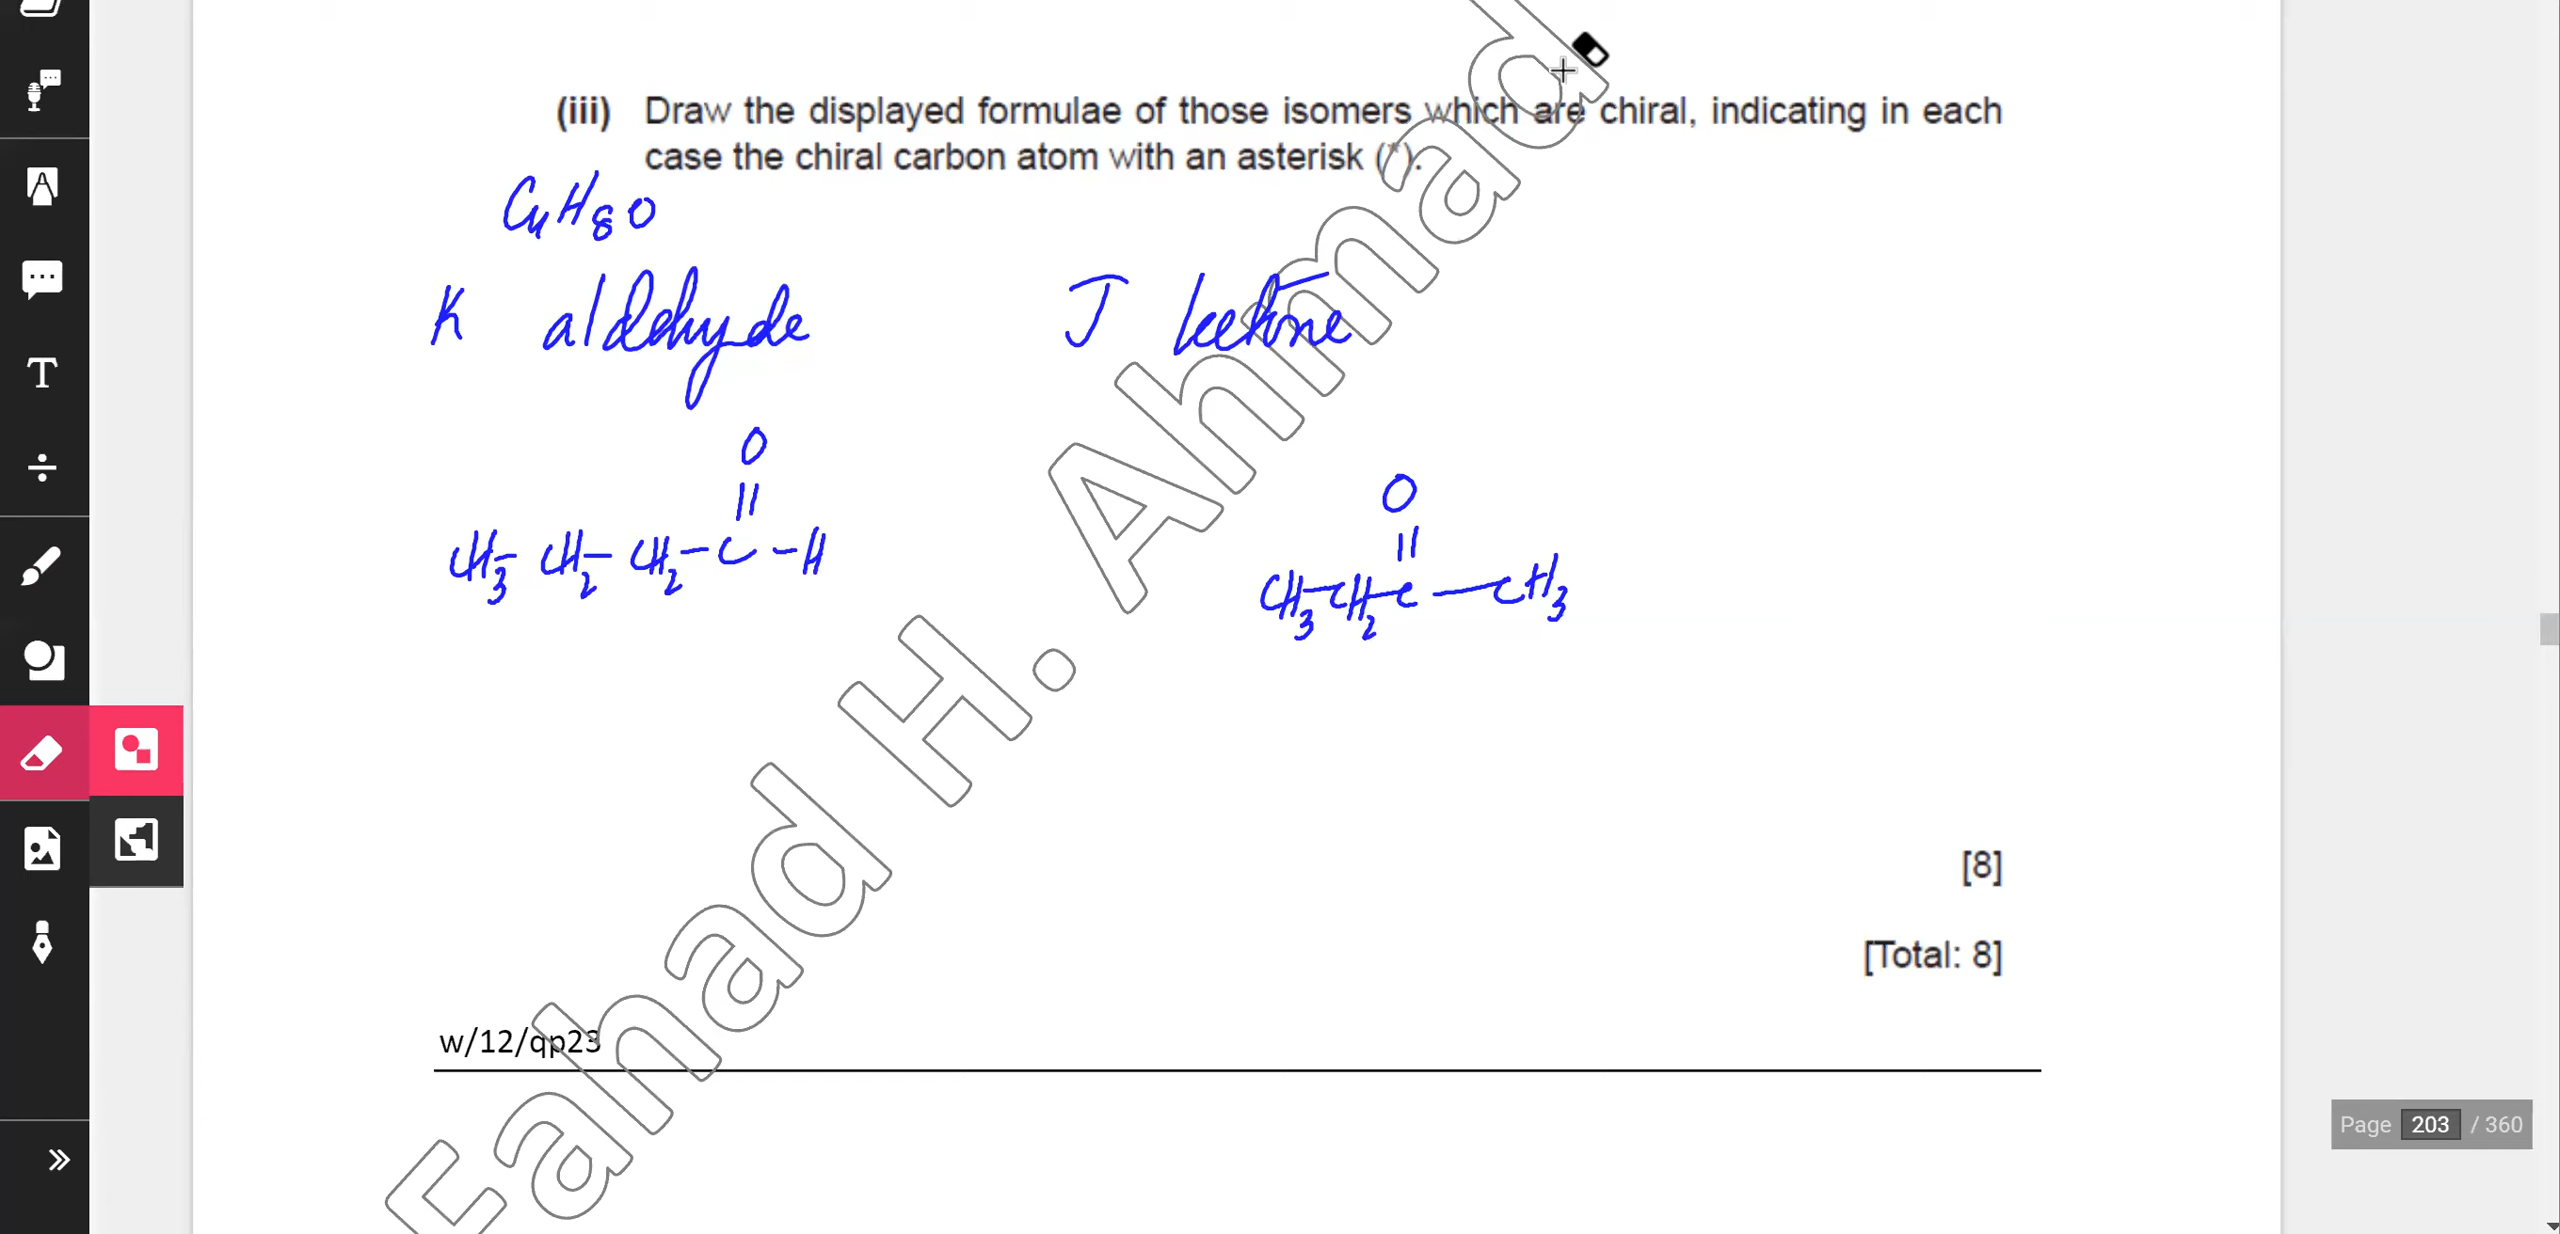 (iii) Draw the displayed formulae of those isomers which are chiral, indicating in each
case the chiral carbon atom with an asterisk (*).
C4H8O
K aldehyde J ketone
O
||
CH3-CH2-CH2-C-H
O
||
CH3-CH2-C-CH3
[8]
[Total: 8]
w/12/qp23
Fahad H. Ahmad
Page 203 / 360